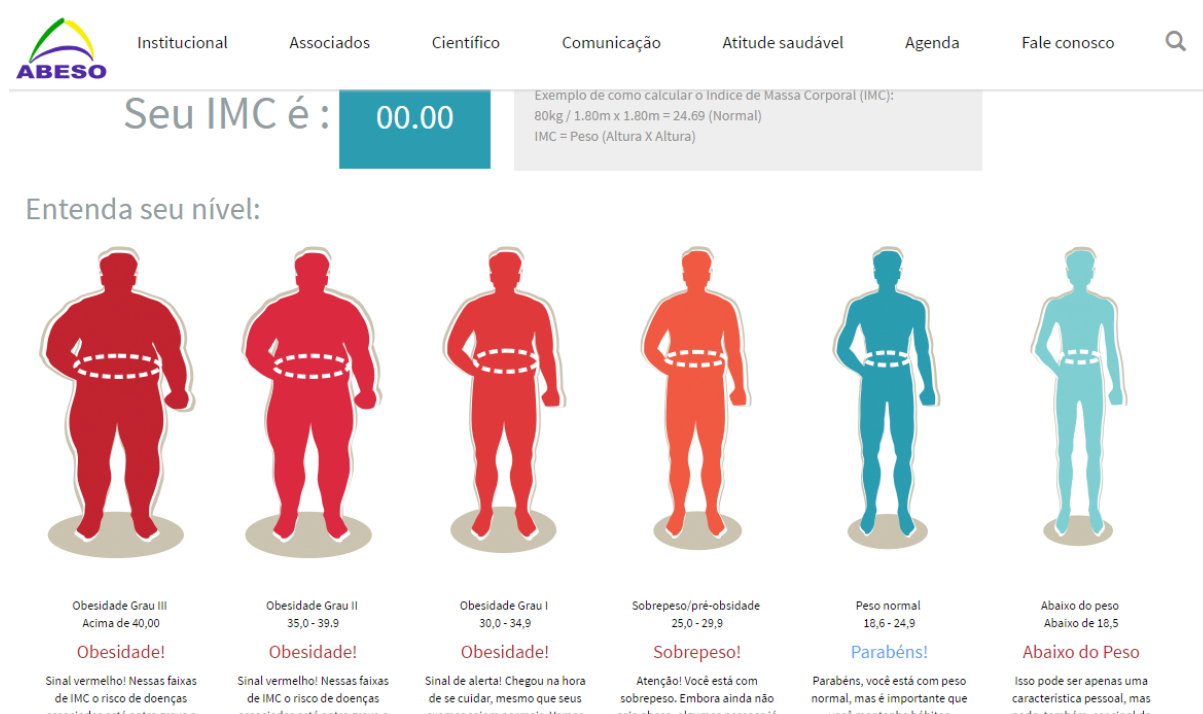 ABESO
Institucional
Associados
Científico
Comunicação
Atitude saudável
Agenda
Fale conosco
Seu IMC é :
00.00
Exemplo de como calcular o Índice de Massa Corporal (IMC):
80kg / 1.80m x 1.80m = 24.69 (Normal)
IMC = Peso (Altura X Altura)
Entenda seu nível:
Obesidade Grau III
Acima de 40,00
Obesidade!
Sinal vermelho! Nessas faixas
de IMC o risco de doenças
Obesidade Grau II
35,0 - 39.9
Obesidade!
Sinal vermelho! Nessas faixas
de IMC o risco de doenças
Obesidade Grau I
30,0 - 34,9
Obesidade!
Sinal de alerta! Chegou na hora
de se cuidar, mesmo que seus
Sobrepeso/pré-obsidade
25,0 - 29,9
Sobrepeso!
Atenção! Você está com
sobrepeso. Embora ainda não
Peso normal
18,6 - 24,9
Parabéns!
Parabéns, você está com peso
normal, mas é importante que
Abaixo do peso
Abaixo de 18,5
Abaixo do Peso
Isso pode ser apenas uma
característica pessoal, mas